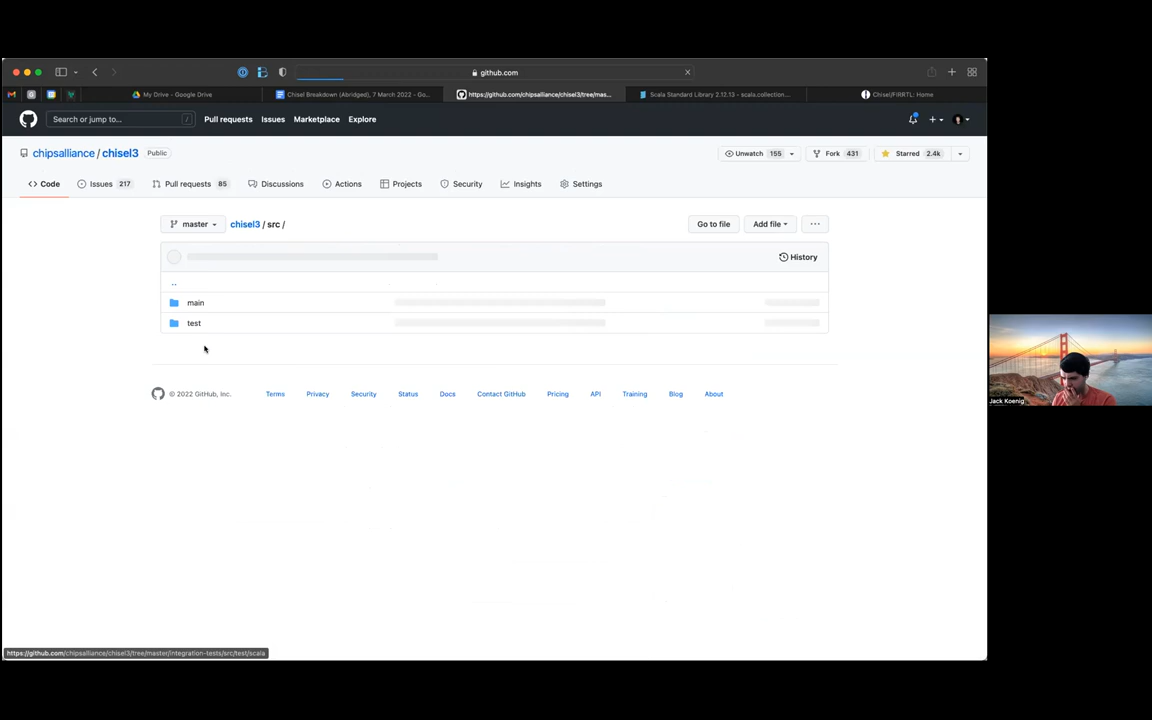 github.com
My Drive - Google Drive
Chisel Breakdown (Abridged), 7 March 2022 - Go...
https://github.com/chipsalliance/chisel3/tree/mas...
Scala Standard Library 2.12.13 - scala.collection...
Chisel/FIRRTL: Home
Search or jump to... /
Pull requests
Issues
Marketplace
Explore
chipsalliance / chisel3 Public
Unwatch 155
Fork 431
Starred 2.4k
Code
Issues 217
Pull requests 85
Discussions
Actions
Projects
Security
Insights
Settings
master
chisel3 / src /
Go to file
Add file
...
History
..
main
test
© 2022 GitHub, Inc.
Terms
Privacy
Security
Status
Docs
Contact GitHub
Pricing
API
Training
Blog
About
Jack Koenig
https://github.com/chipsalliance/chisel3/tree/master/integration-tests/src/test/scala